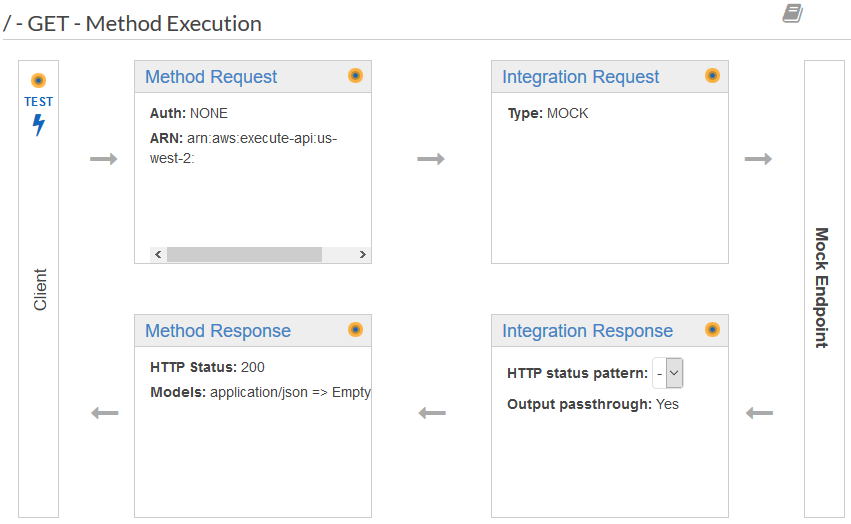 / - GET - Method Execution
TEST
Client
Method Request
Auth: NONE
ARN: arn:aws:execute-api:us-
west-2:
Integration Request
Type: MOCK
Mock Endpoint
Method Response
HTTP Status: 200
Models: application/json => Empty
Integration Response
HTTP status pattern: -
Output passthrough: Yes